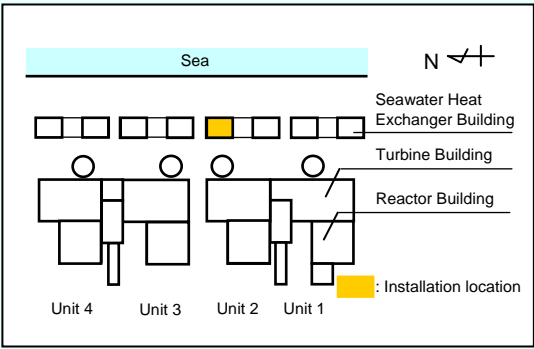 Sea
N
Seawater Heat
Exchanger Building
Turbine Building
Reactor Building
: Installation location
Unit 4
Unit 3
Unit 2
Unit 1